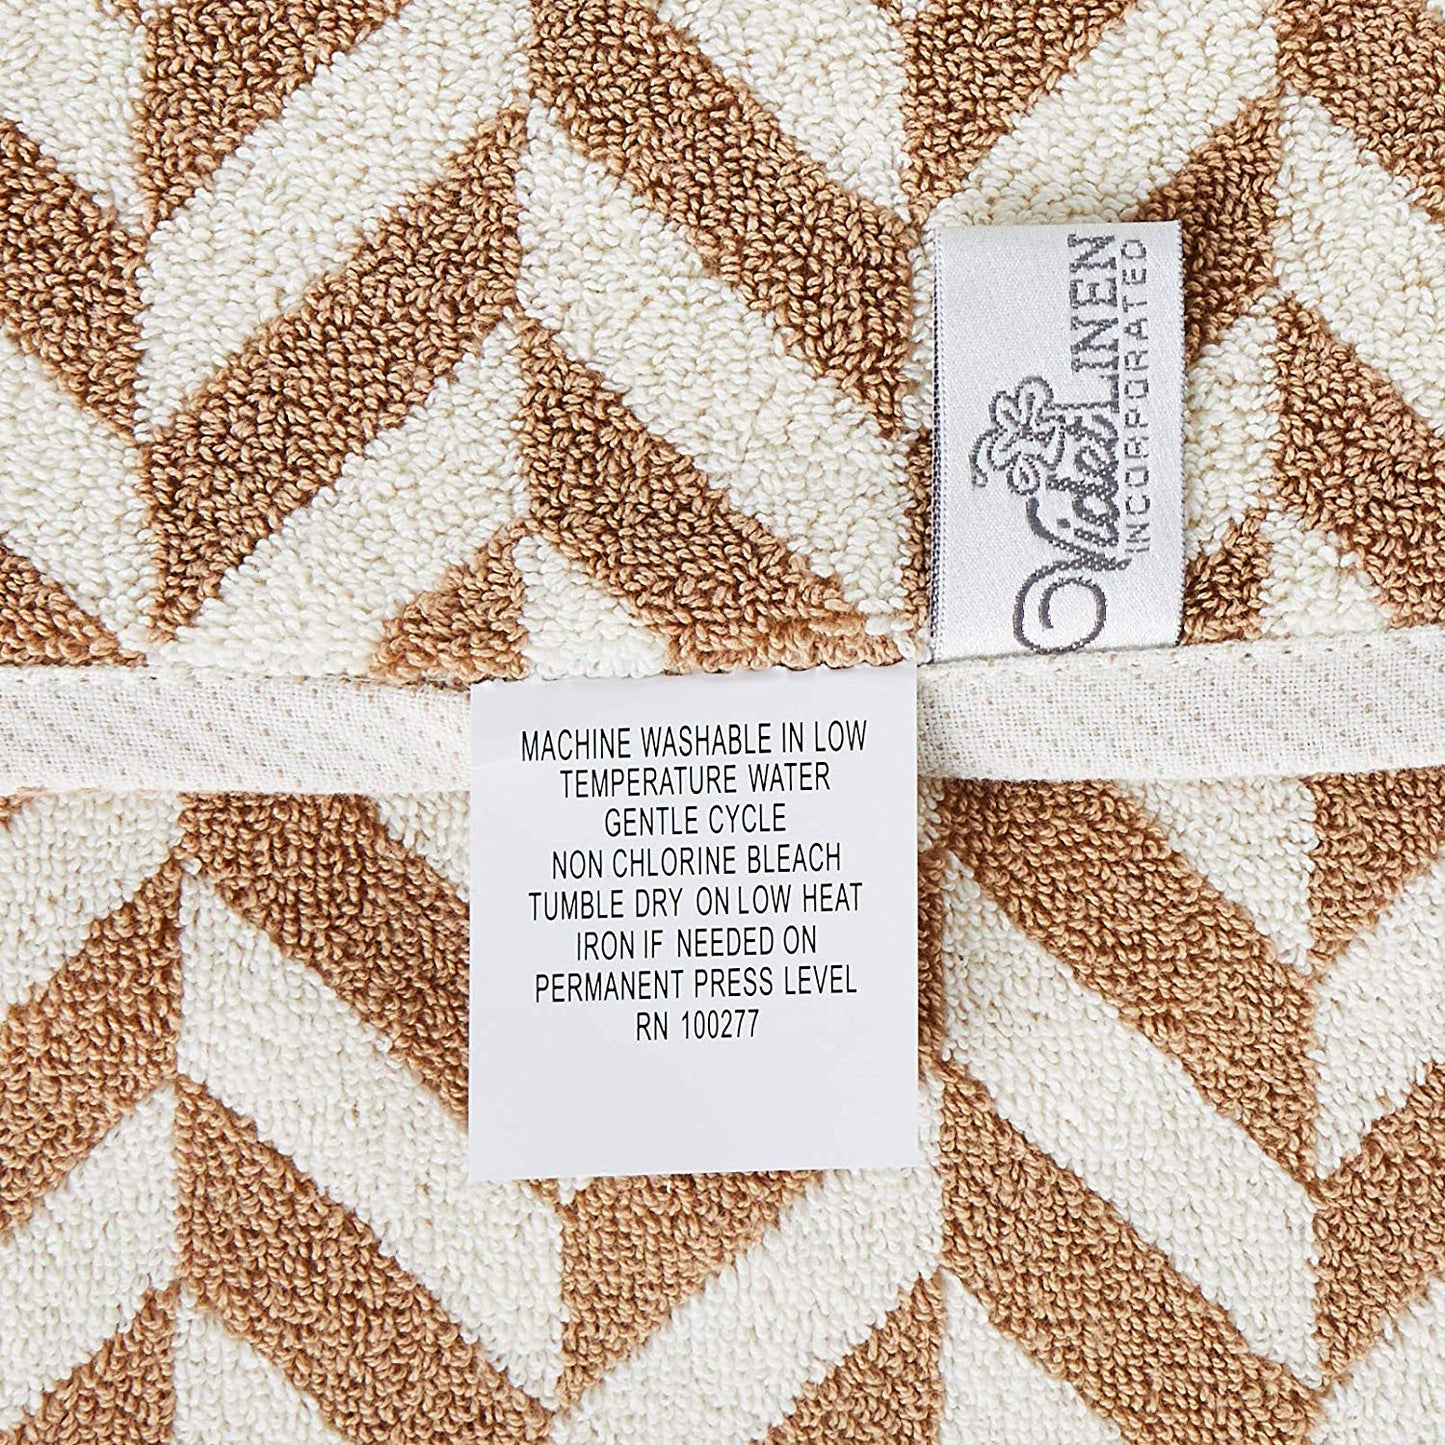 VideLINEN
INCORPORATED
MACHINE WASHABLE IN LOW
TEMPERATURE WATER
GENTLE CYCLE
NON CHLORINE BLEACH
TUMBLE DRY ON LOW HEAT
IRON IF NEEDED ON
PERMANENT PRESS LEVEL
RN 100277